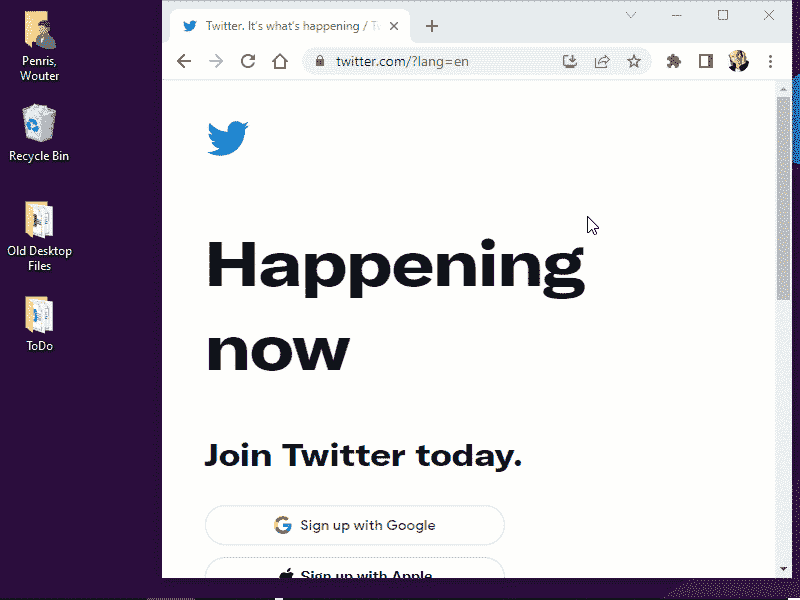 Penris,
Wouter
Recycle Bin
Old Desktop
Files
ToDo
Twitter. It's what's happening /
twitter.com/?lang=en
Happening
now
Join Twitter today.
Sign up with Google
Sign up with Apple